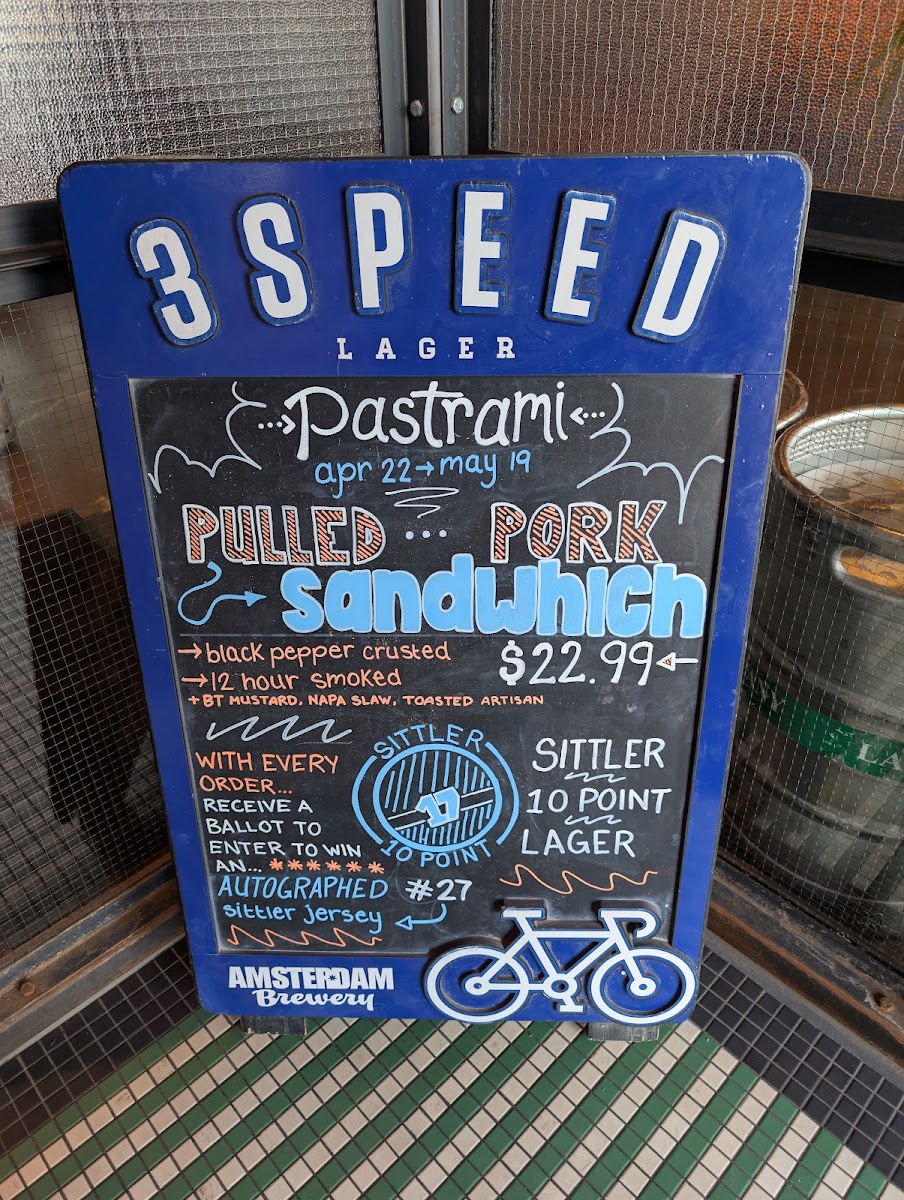 3 SPEED
LAGER
Pastrami
apr 22 → may 19
PULLED ... PORK
sandwhich
→ black pepper crusted
→ 12 hour smoked
$22.99 ←
+ BT MUSTARD, NAPA SLAW, TOASTED ARTISAN
WITH EVERY
ORDER...
RECEIVE A
BALLOT TO
ENTER TO WIN
AN... ******
AUTOGRAPHED #27
sittler jersey
SITTLER
17
10 POINT
SITTLER
10 POINT
LAGER
AMSTERDAM
Brewery